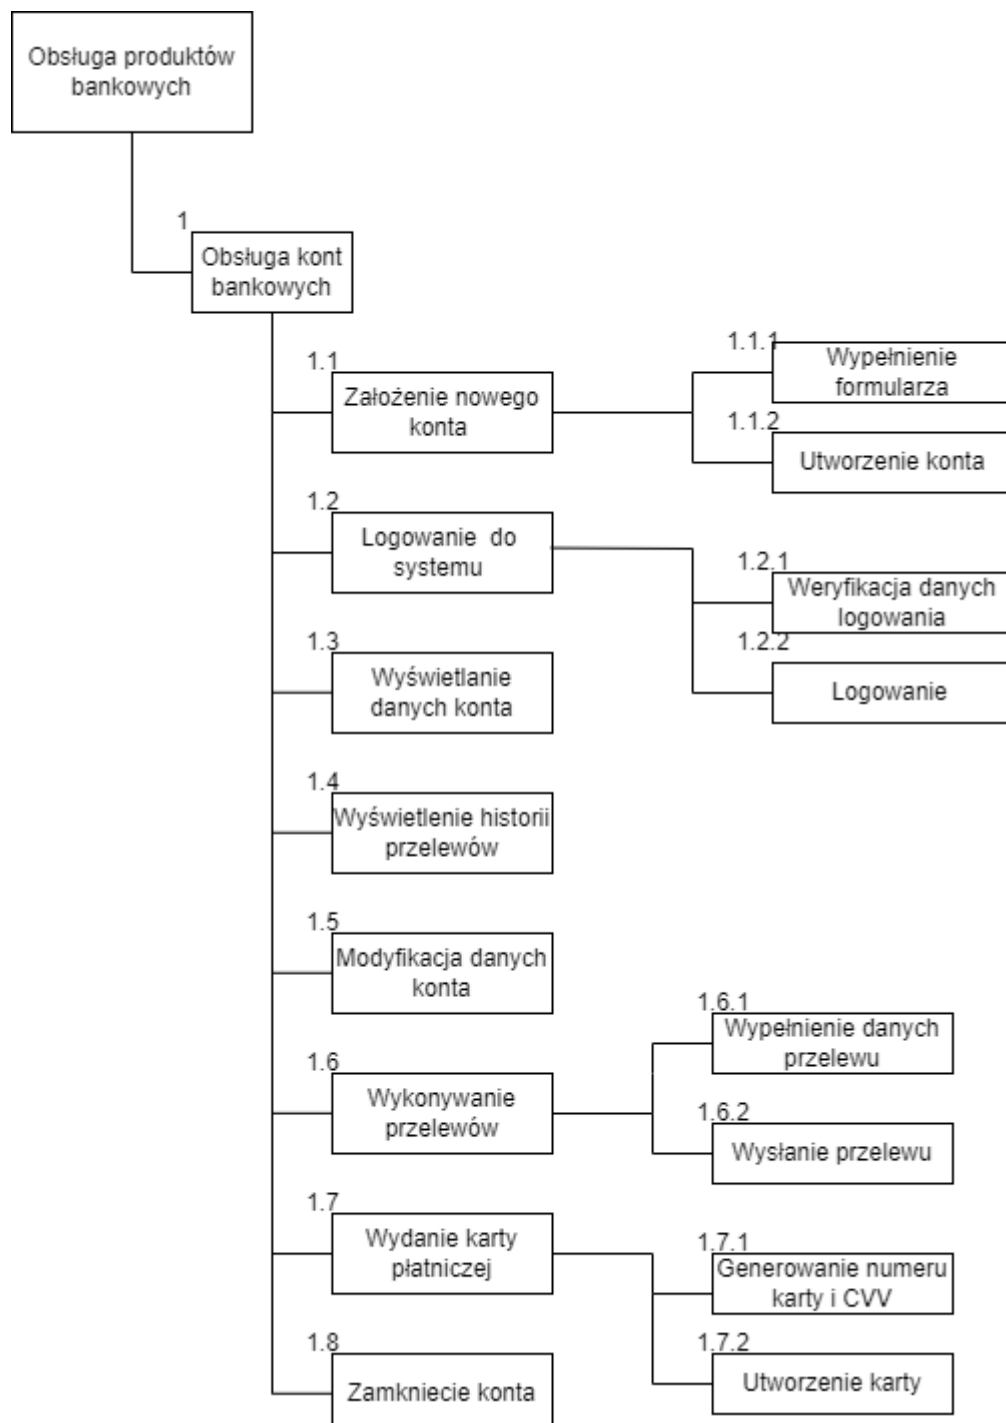 Obsługa produktów
bankowych
1
Obsługa kont
bankowych
1.1
Założenie nowego
konta
1.1.1
Wypełnienie
formularza
1.1.2
Utworzenie konta
1.2
Logowanie do
systemu
1.2.1
Weryfikacja danych
logowania
1.2.2
Logowanie
1.3
Wyświetlanie
danych konta
1.4
Wyświetlenie historii
przelewów
1.5
Modyfikacja danych
konta
1.6
Wykonywanie
przelewów
1.6.1
Wypełnienie danych
przelewu
1.6.2
Wysłanie przelewu
1.7
Wydanie karty
płatniczej
1.7.1
Generowanie numeru
karty i CVV
1.7.2
Utworzenie karty
1.8
Zamkniecie konta